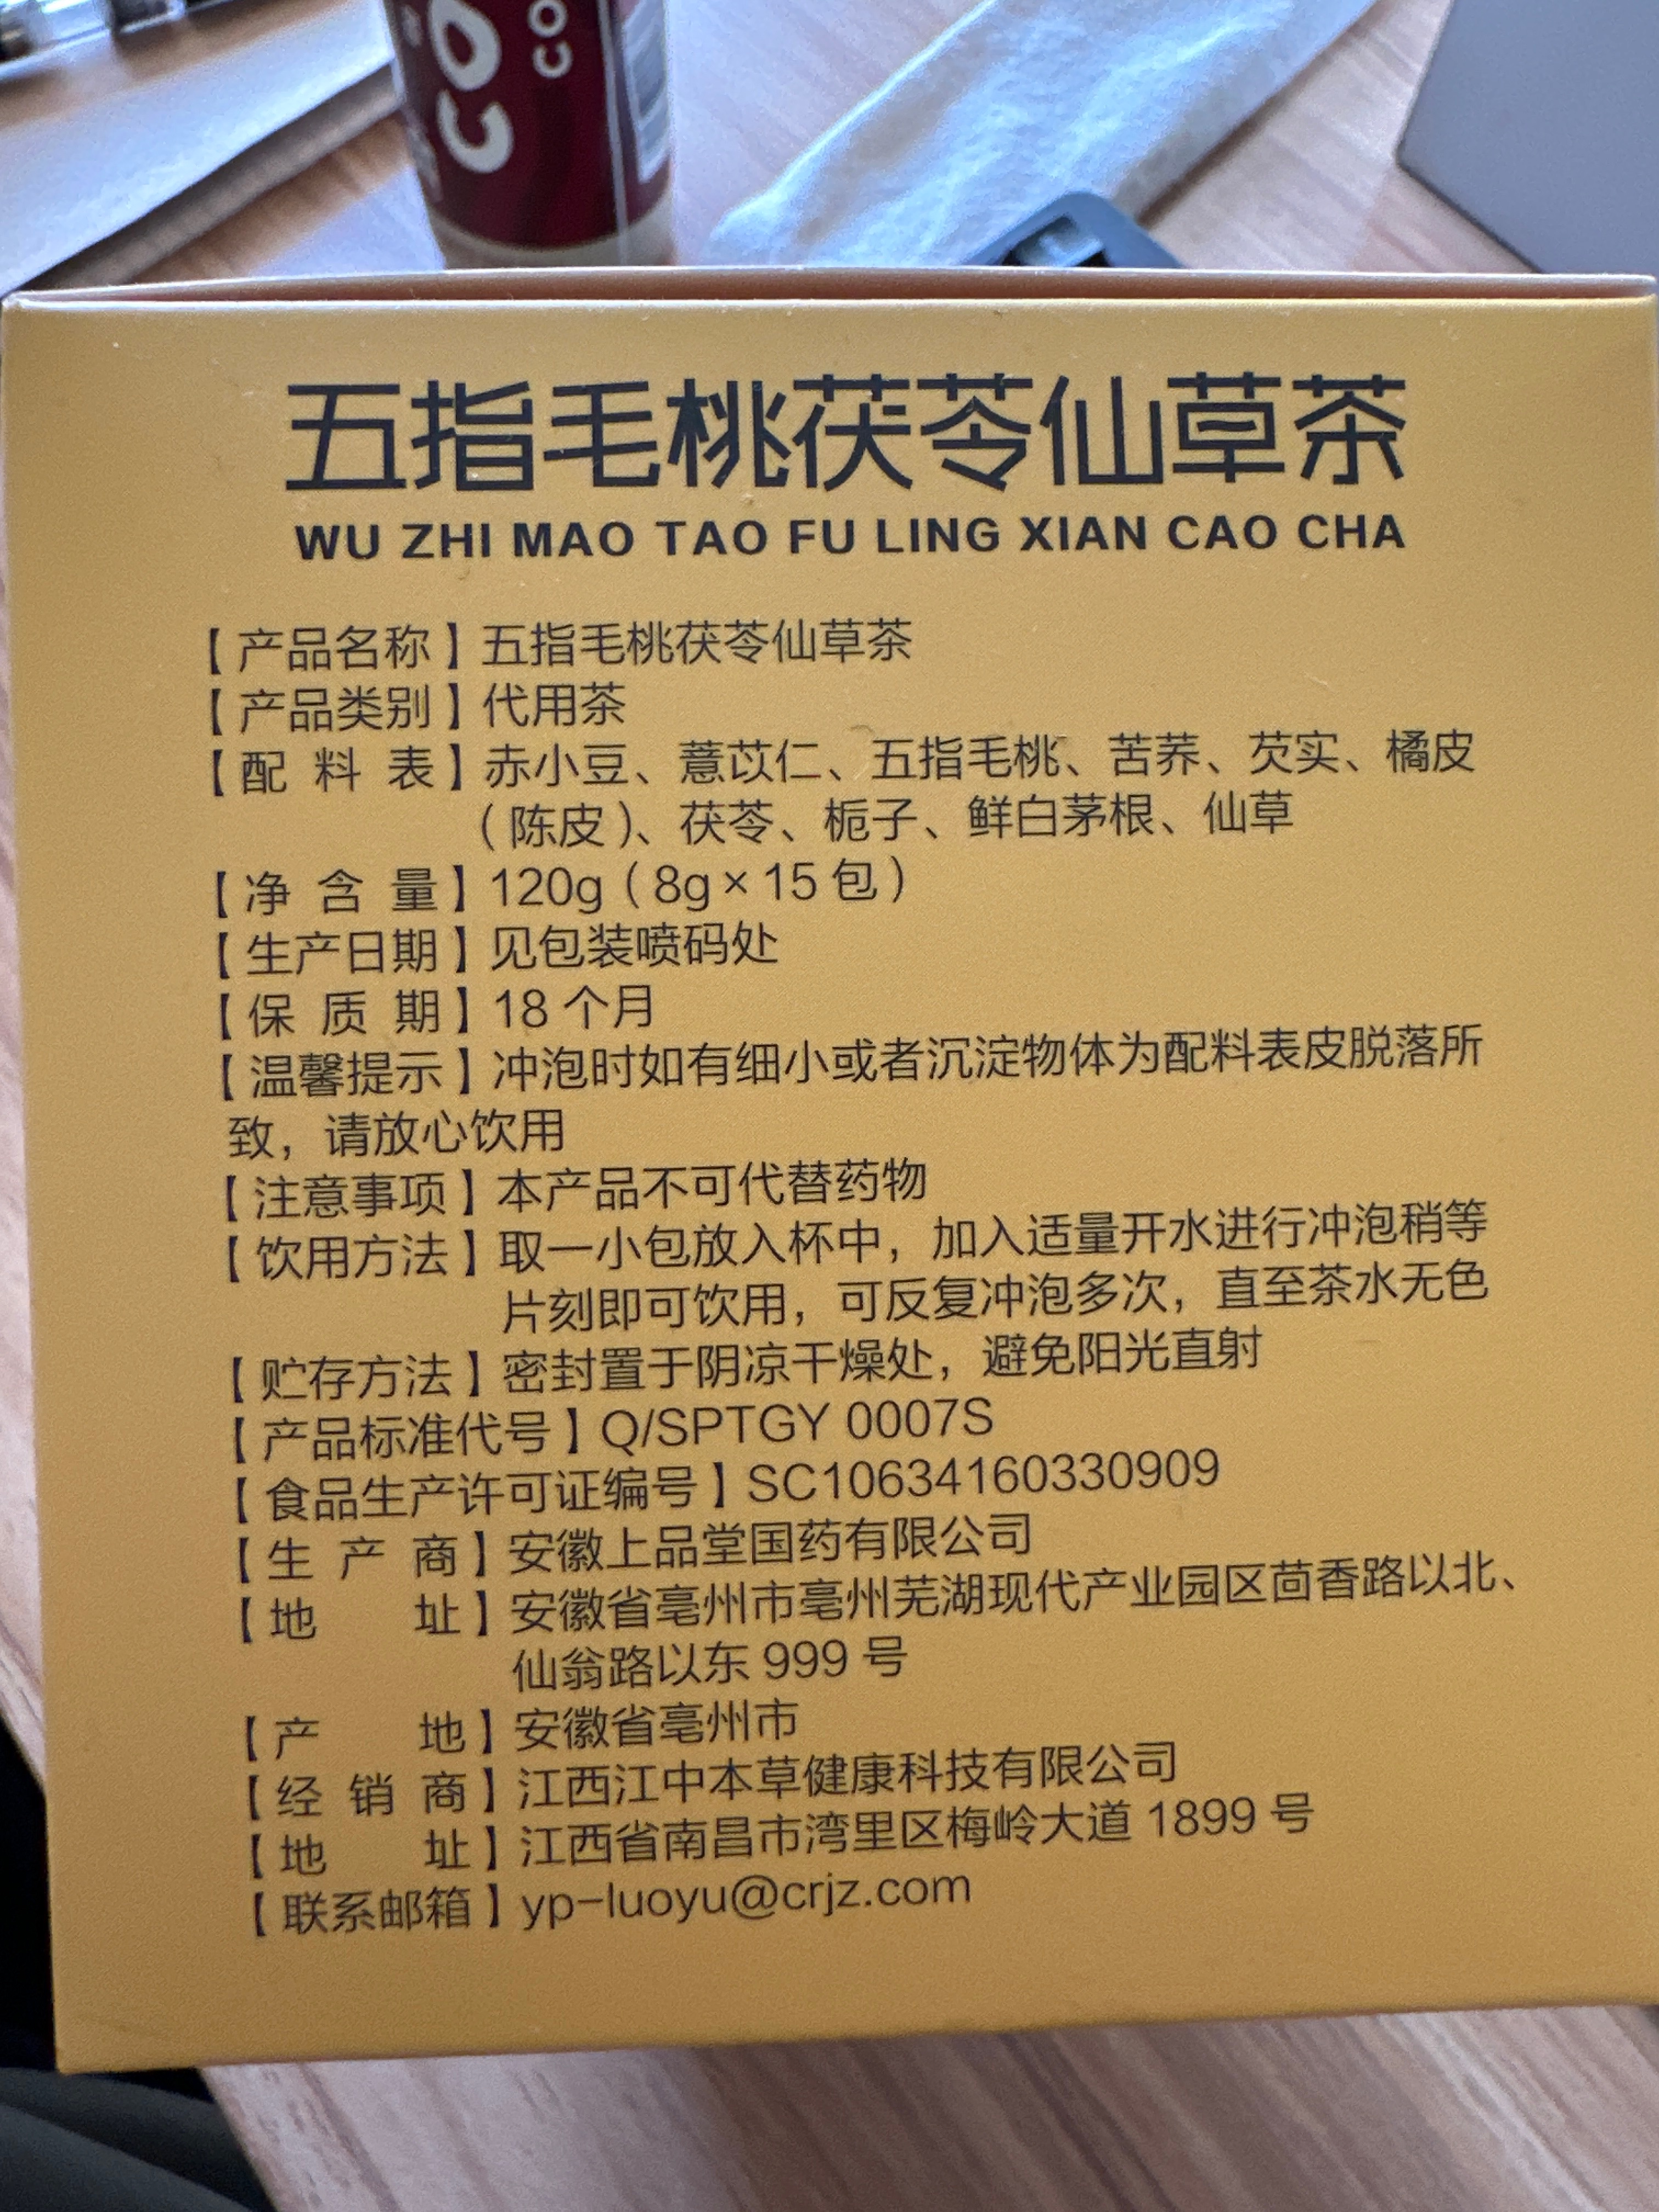 CO
CO
五指毛桃茯苓仙草茶
WU ZHI MAO TAO FU LING XIAN CAO CHA
【产品名称】五指毛桃茯苓仙草茶
【产品类别】代用茶
【配料表】赤小豆、薏苡仁、五指毛桃、苦荞、芡实、橘皮
（陈皮）、茯苓、栀子、鲜白茅根、仙草
【净含量】120g（8g×15包）
【生产日期】见包装喷码处
【保质期】18个月
【温馨提示】冲泡时如有细小或者沉淀物体为配料表皮脱落所
致，请放心饮用
【注意事项】本产品不可代替药物
【饮用方法】取一小包放入杯中，加入适量开水进行冲泡稍等
片刻即可饮用，可反复冲泡多次，直至茶水无色
【贮存方法】密封置于阴凉干燥处，避免阳光直射
【产品标准代号】Q/SPTGY 0007S
【食品生产许可证编号】SC10634160330909
【生产商】安徽上品堂国药有限公司
【地址】安徽省亳州市亳州芜湖现代产业园区茴香路以北、
仙翁路以东999号
【产地】安徽省亳州市
【经销商】江西江中本草健康科技有限公司
【地址】江西省南昌市湾里区梅岭大道1899号
【联系邮箱】yp-luoyu@crjz.com